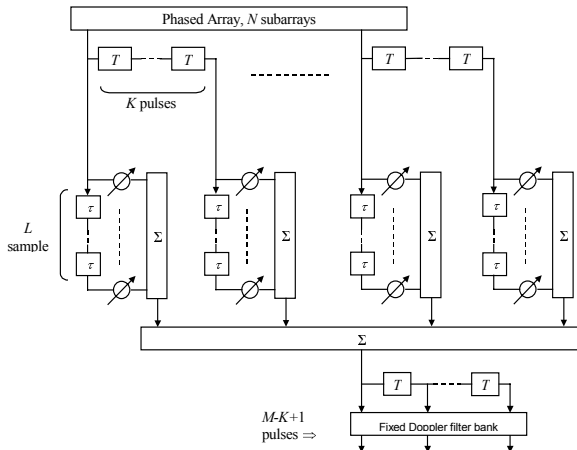 Phased Array, N subarrays
T T T T
K pulses
L
sample
τ τ τ τ
Σ Σ Σ Σ
τ τ τ τ
Σ
T T
M-K+1
pulses ⇒
Fixed Doppler filter bank